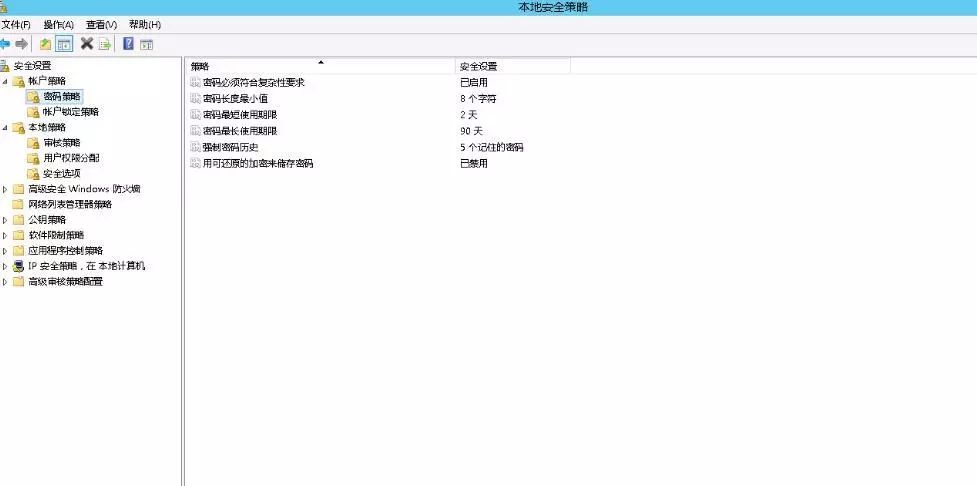 本地安全策略
文件(F) 操作(A) 查看(V) 帮助(H)
安全设置
帐户策略
密码策略
帐户锁定策略
本地策略
审核策略
用户权限分配
安全选项
高级安全 Windows 防火墙
网络列表管理器策略
公钥策略
软件限制策略
应用程序控制策略
IP 安全策略，在 本地计算机
高级审核策略配置
策略 安全设置
密码必须符合复杂性要求 已启用
密码长度最小值 8 个字符
密码最短使用期限 2 天
密码最长使用期限 90 天
强制密码历史 5 个记住的密码
用可还原的加密来储存密码 已禁用